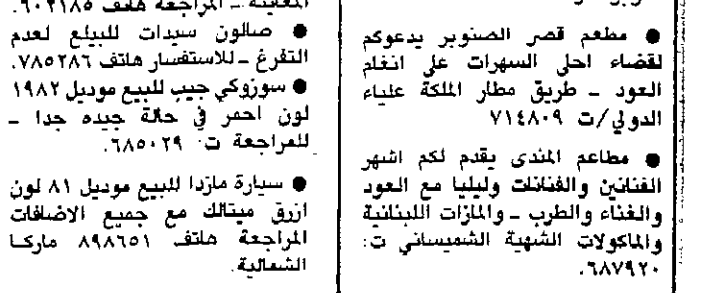 ● مطعم قصر الصنوبر يدعوكم
لقضاء احلى السهرات على انغام
العود ـ طريق مطار الملكة علياء
الدولي/ت ٧١٤٨٠٩
● مطاعم المندى يقدم لكم اشهر
الفنانين والفنانات وليليا مع العود
والغناء والطرب ـ والمازات اللبنانية
والماكولات الشهية الشميساني ت:
٦٨٧٩٢٠.
المعاينة ـ المراجعة هاتف ٦٠٢١٨٥.
● صالون سيدات للبيلع لعدم
التفرغ ـ للاستفسار هاتف ٧٨٥٢٨٦.
● سوزوكي جيب للبيع موديل ١٩٨٢
لون احمر في حالة جيده جدا ـ
للمراجعة ت: ٦٨٥٠٢٩.
● سيارة مازدا للبيع موديل ٨١ لون
ازرق ميتالك مع جميع الاضافات
المراجعة هاتف ٨٩٨٦٥١ ماركا
الشمالية.